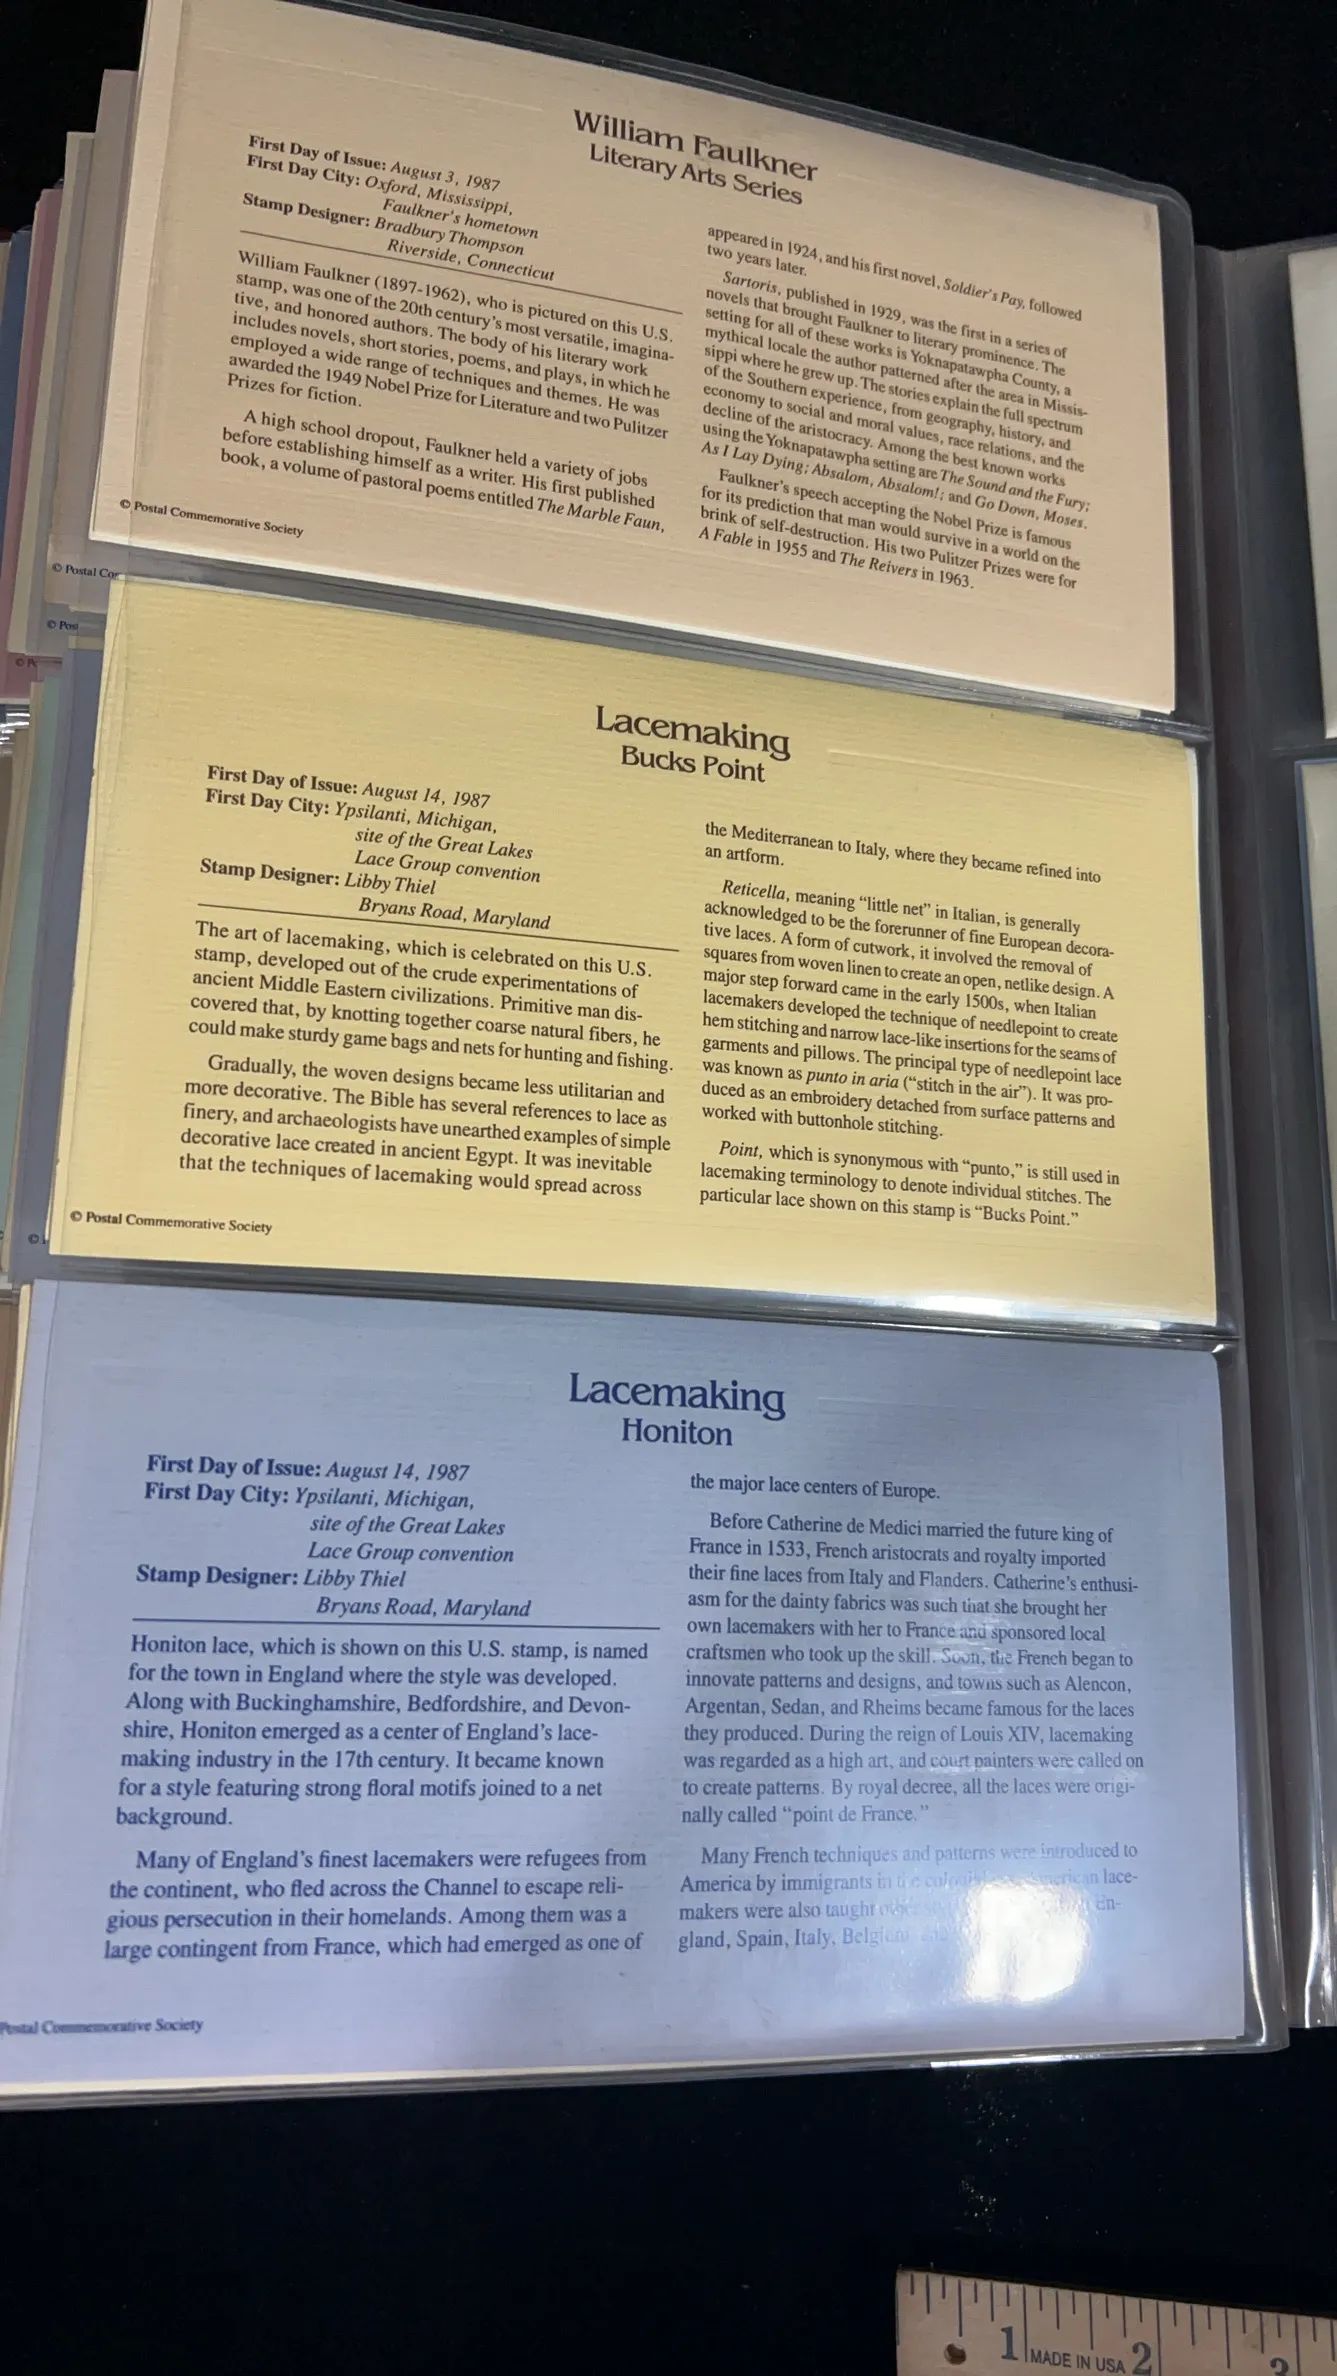 William Faulkner
Literary Arts Series
First Day of Issue: August 3, 1987
First Day City: Oxford, Mississippi,
Faulkner's hometown
Stamp Designer: Bradbury Thompson
Riverside, Connecticut
William Faulkner (1897-1962), who is pictured on this U.S.
stamp, was one of the 20th century's most versatile, imagina-
tive, and honored authors. The body of his literary work
includes novels, short stories, poems, and plays, in which he
employed a wide range of techniques and themes. He was
awarded the 1949 Nobel Prize for Literature and two Pulitzer
Prizes for fiction.
A high school dropout, Faulkner held a variety of jobs
before establishing himself as a writer. His first published
book, a volume of pastoral poems entitled The Marble Faun,
appeared in 1924, and his first novel, Soldier's Pay, followed
two years later.
Sartoris, published in 1929, was the first in a series of
novels that brought Faulkner to literary prominence. The
setting for all of these works is Yoknapatawpha County, a
mythical locale the author patterned after the area in Missis-
sippi where he grew up. The stories explain the full spectrum
of the Southern experience, from geography, history, and
economy to social and moral values, race relations, and the
decline of the aristocracy. Among the best known works
using the Yoknapatawpha setting are The Sound and the Fury;
As I Lay Dying; Absalom, Absalom!; and Go Down, Moses.
Faulkner's speech accepting the Nobel Prize is famous
for its prediction that man would survive in a world on the
brink of self-destruction. His two Pulitzer Prizes were for
A Fable in 1955 and The Reivers in 1963.
© Postal Commemorative Society
© Postal Co
© Pos
© P
Lacemaking
Bucks Point
First Day of Issue: August 14, 1987
First Day City: Ypsilanti, Michigan,
site of the Great Lakes
Lace Group convention
Stamp Designer: Libby Thiel
Bryans Road, Maryland
The art of lacemaking, which is celebrated on this U.S.
stamp, developed out of the crude experimentations of
ancient Middle Eastern civilizations. Primitive man dis-
covered that, by knotting together coarse natural fibers, he
could make sturdy game bags and nets for hunting and fishing.
Gradually, the woven designs became less utilitarian and
more decorative. The Bible has several references to lace as
finery, and archaeologists have unearthed examples of simple
decorative lace created in ancient Egypt. It was inevitable
that the techniques of lacemaking would spread across
the Mediterranean to Italy, where they became refined into
an artform.
Reticella, meaning "little net" in Italian, is generally
acknowledged to be the forerunner of fine European decora-
tive laces. A form of cutwork, it involved the removal of
squares from woven linen to create an open, netlike design. A
major step forward came in the early 1500s, when Italian
lacemakers developed the technique of needlepoint to create
hem stitching and narrow lace-like insertions for the seams of
garments and pillows. The principal type of needlepoint lace
was known as punto in aria ("stitch in the air"). It was pro-
duced as an embroidery detached from surface patterns and
worked with buttonhole stitching.
Point, which is synonymous with "punto," is still used in
lacemaking terminology to denote individual stitches. The
particular lace shown on this stamp is "Bucks Point."
© Postal Commemorative Society
©
Lacemaking
Honiton
First Day of Issue: August 14, 1987
First Day City: Ypsilanti, Michigan,
site of the Great Lakes
Lace Group convention
Stamp Designer: Libby Thiel
Bryans Road, Maryland
Honiton lace, which is shown on this U.S. stamp, is named
for the town in England where the style was developed.
Along with Buckinghamshire, Bedfordshire, and Devon-
shire, Honiton emerged as a center of England's lace-
making industry in the 17th century. It became known
for a style featuring strong floral motifs joined to a net
background.
Many of England's finest lacemakers were refugees from
the continent, who fled across the Channel to escape reli-
gious persecution in their homelands. Among them was a
large contingent from France, which had emerged as one of
the major lace centers of Europe.
Before Catherine de Medici married the future king of
France in 1533, French aristocrats and royalty imported
their fine laces from Italy and Flanders. Catherine's enthusi-
asm for the dainty fabrics was such that she brought her
own lacemakers with her to France and sponsored local
craftsmen who took up the skill. Soon, the French began to
innovate patterns and designs, and towns such as Alencon,
Argentan, Sedan, and Rheims became famous for the laces
they produced. During the reign of Louis XIV, lacemaking
was regarded as a high art, and court painters were called on
to create patterns. By royal decree, all the laces were origi-
nally called "point de France."
Many French techniques and patterns were introduced to
America by immigrants in the American lace-
makers were also taught En-
gland, Spain, Italy, Belgium
Postal Commemorative Society
1 MADE IN USA 2 3